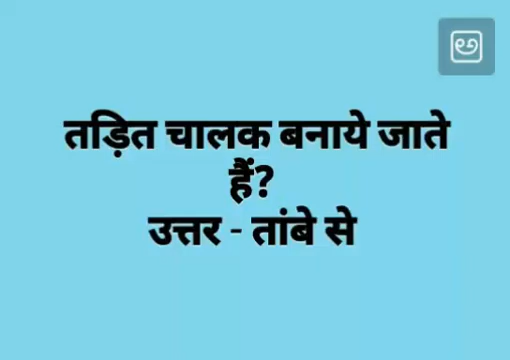 तड़ित चालक बनाये जाते
हैं?
उत्तर - तांबे से